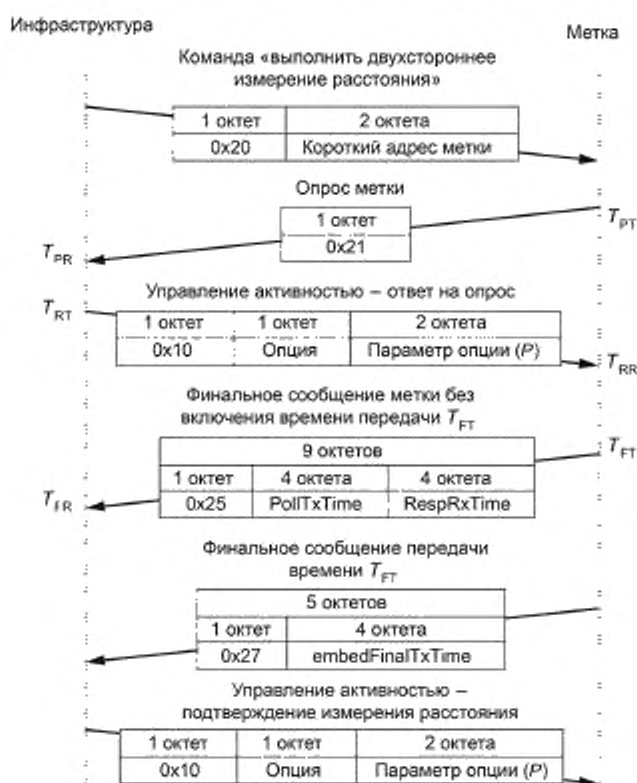 Инфраструктура
Метка
Команда «выполнить двухстороннее
измерение расстояния»
1 октет 2 октета
0x20 Короткий адрес метки
Опрос метки
1 октет
0x21
T_PT
T_PR
Управление активностью – ответ на опрос
T_RT
1 октет 1 октет 2 октета
0x10 Опция Параметр опции (P)
T_RR
Финальное сообщение метки без
включения времени передачи T_FT
9 октетов
T_FT
1 октет 4 октета 4 октета
0x25 PollTxTime RespRxTime
T_FR
Финальное сообщение передачи
времени T_FT
5 октетов
1 октет 4 октета
0x27 embedFinalTxTime
Управление активностью –
подтверждение измерения расстояния
1 октет 1 октет 2 октета
0x10 Опция Параметр опции (P)